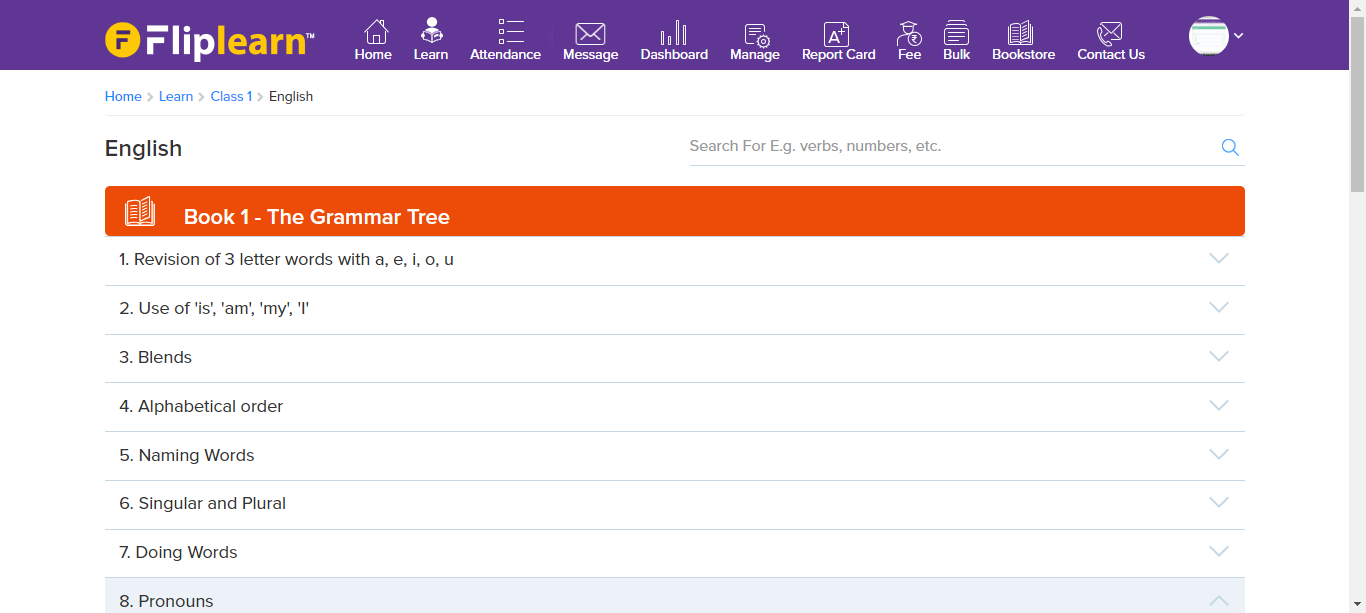 Fliplearn™
Home Learn Attendance Message Dashboard Manage Report Card Fee Bulk Bookstore Contact Us
Home > Learn > Class 1 > English
English
Search For E.g. verbs, numbers, etc.
Book 1 - The Grammar Tree
1. Revision of 3 letter words with a, e, i, o, u
2. Use of 'is', 'am', 'my', 'I'
3. Blends
4. Alphabetical order
5. Naming Words
6. Singular and Plural
7. Doing Words
8. Pronouns